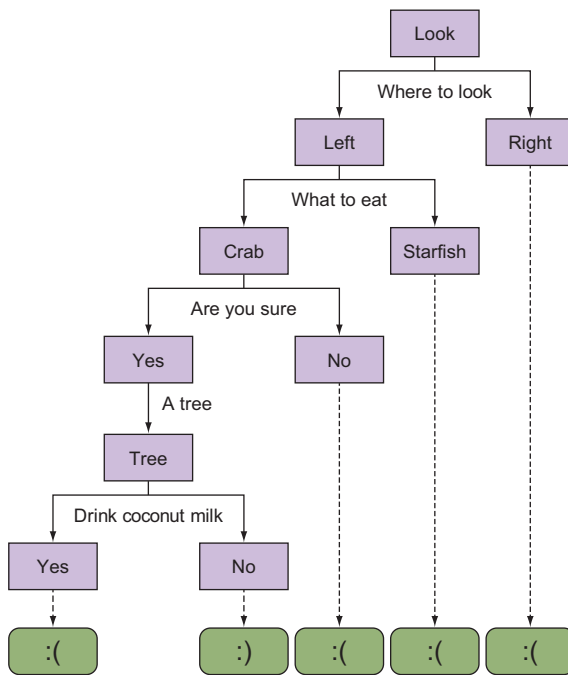 Look
Where to look
Left
Right
What to eat
Crab
Starfish
Are you sure
Yes
No
A tree
Tree
Drink coconut milk
Yes
No
:(
:)
:(
:(
:(